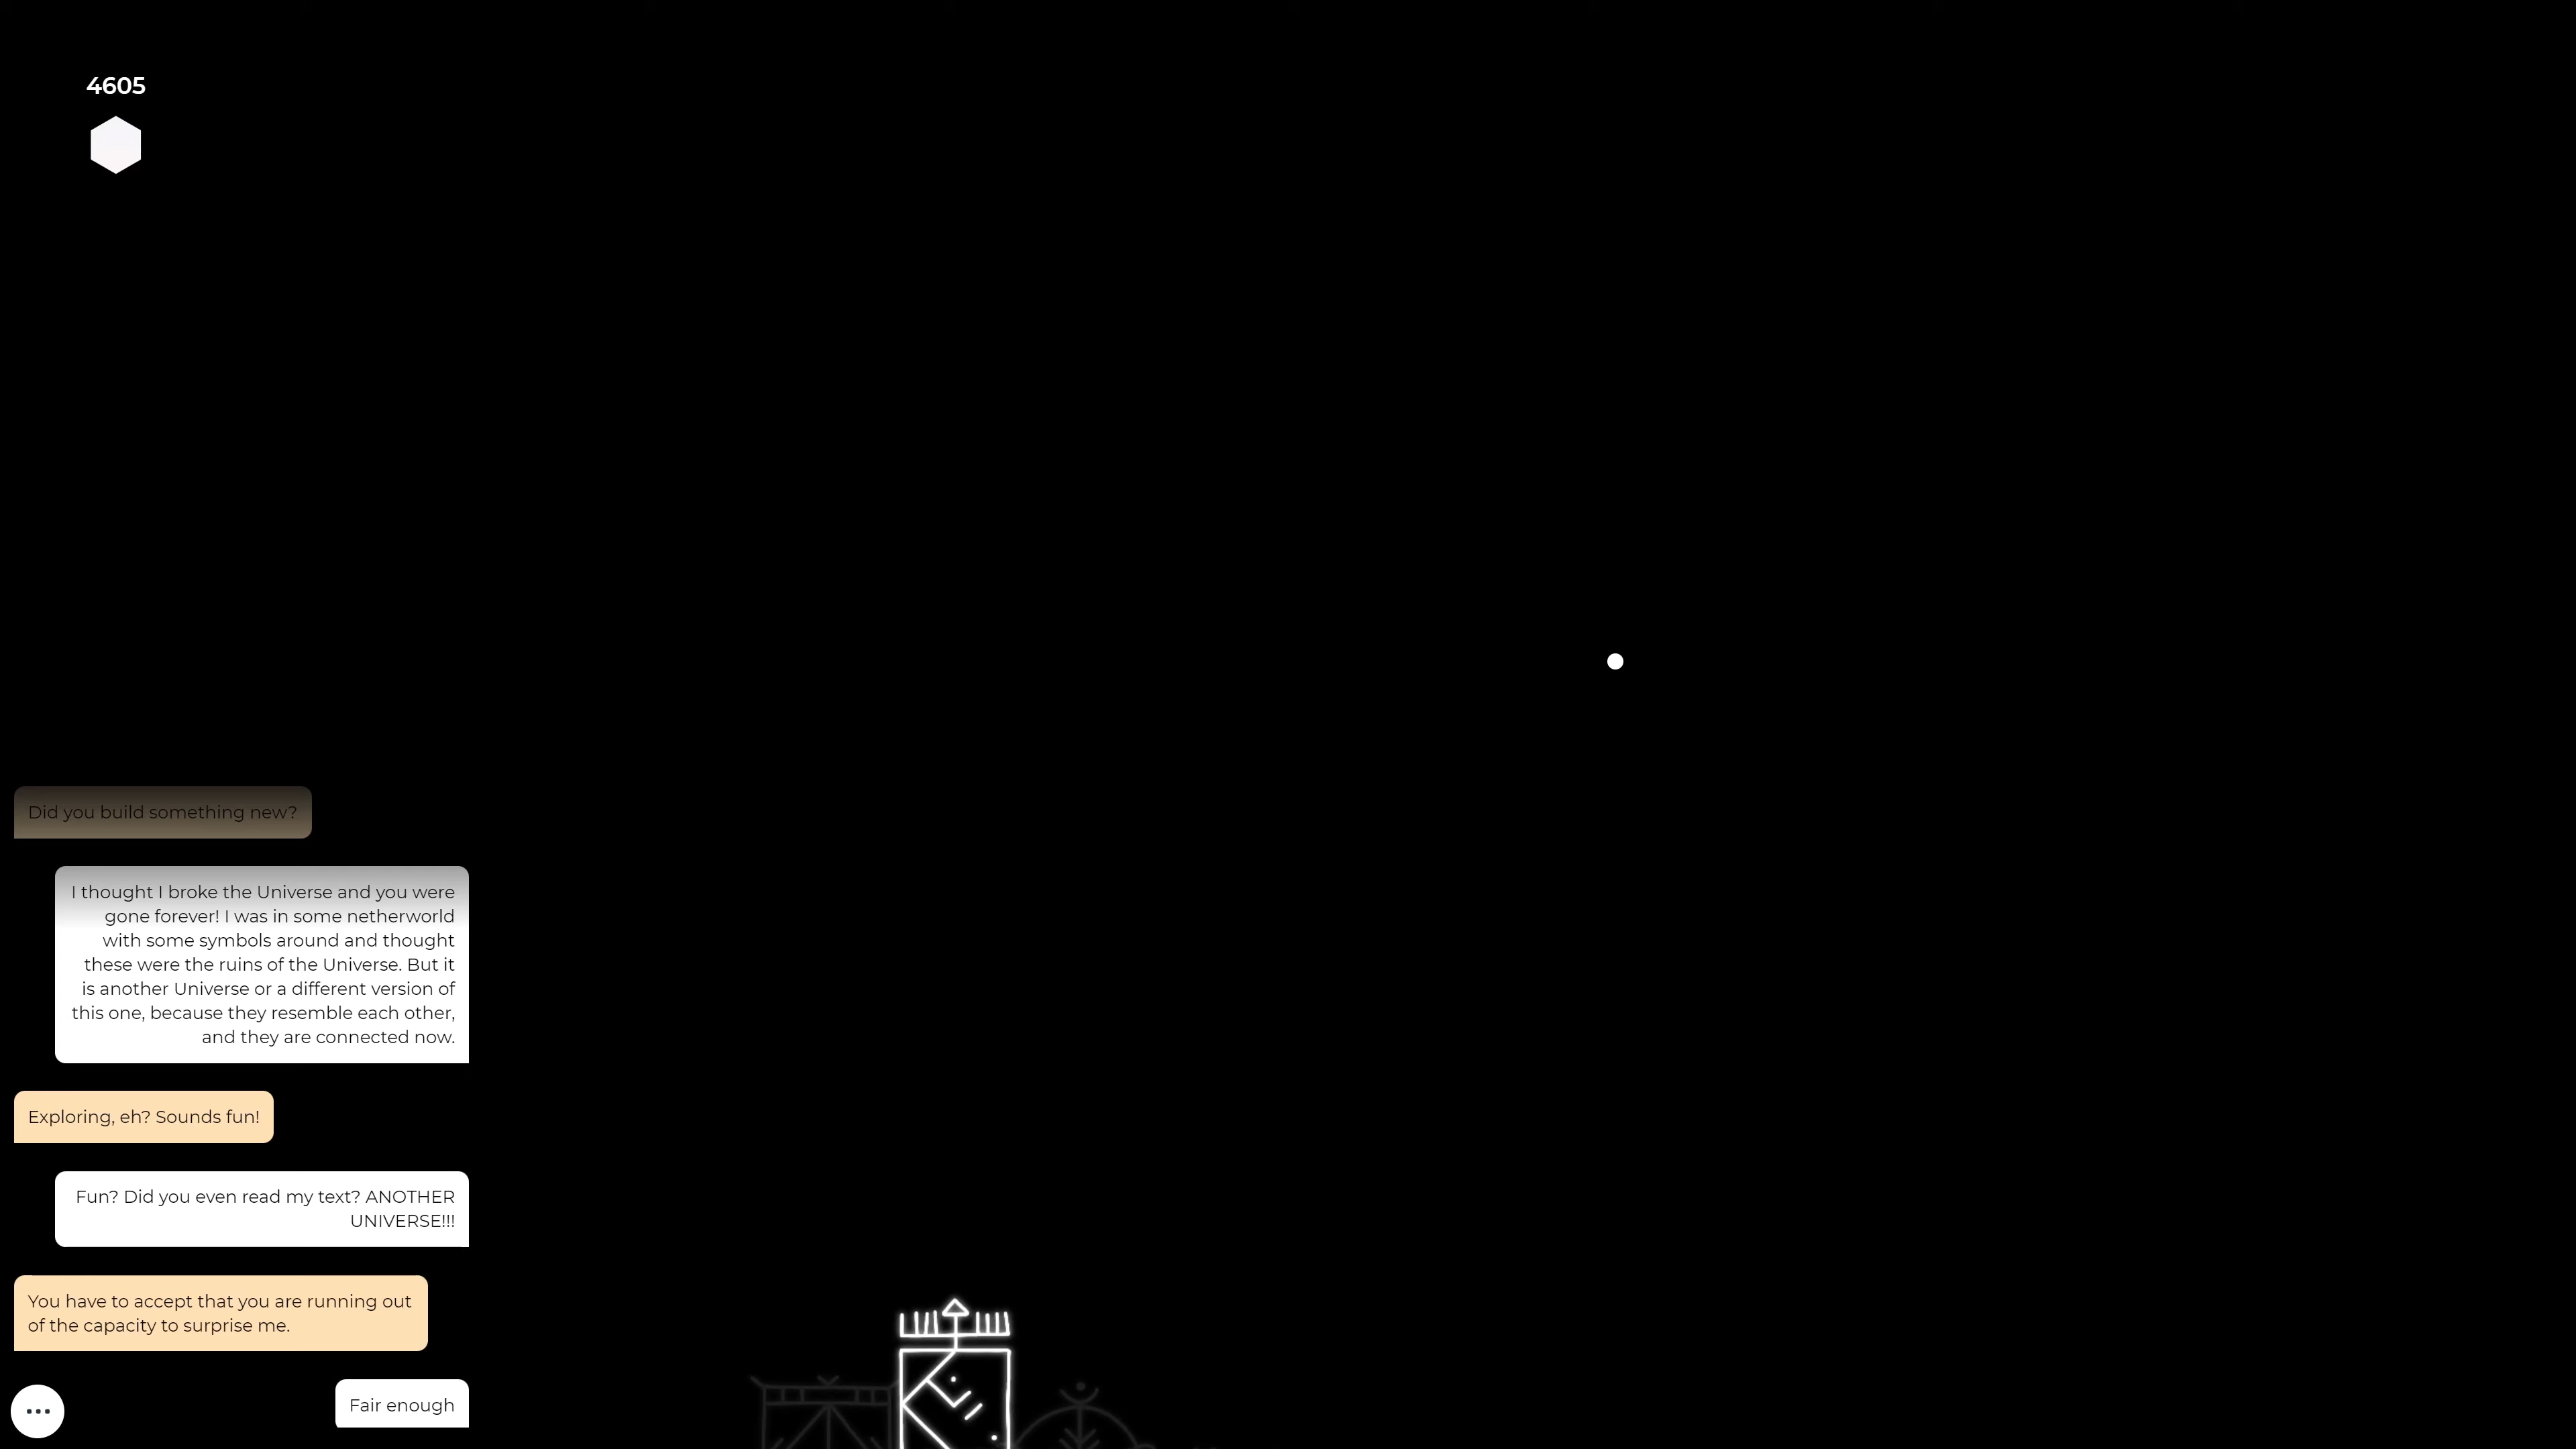 4605
Did you build something new?
I thought I broke the Universe and you were
gone forever! I was in some netherworld
with some symbols around and thought
these were the ruins of the Universe. But it
is another Universe or a different version of
this one, because they resemble each other,
and they are connected now.
Exploring, eh? Sounds fun!
Fun? Did you even read my text? ANOTHER
UNIVERSE!!!
You have to accept that you are running out
of the capacity to surprise me.
Fair enough